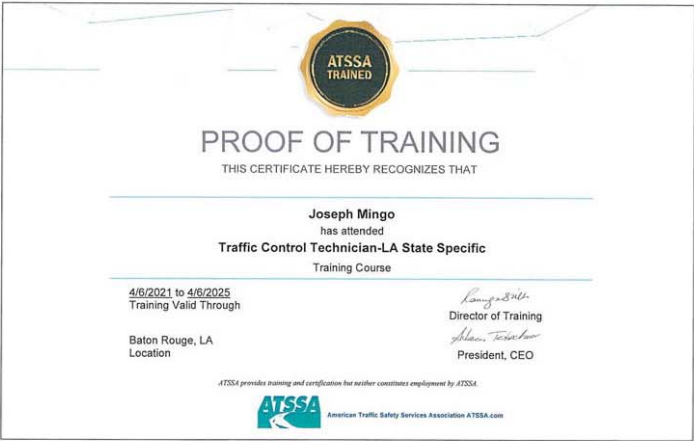 ATSSA
TRAINED
PROOF OF TRAINING
THIS CERTIFICATE HEREBY RECOGNIZES THAT
Joseph Mingo
has attended
Traffic Control Technician-LA State Specific
Training Course
4/6/2021 to 4/6/2025
Training Valid Through
Director of Training
Baton Rouge, LA
Location
President, CEO
ATSSA provides training and certification but neither constitutes employment by ATSSA.
ATSSA
American Traffic Safety Services Association ATSSA.com